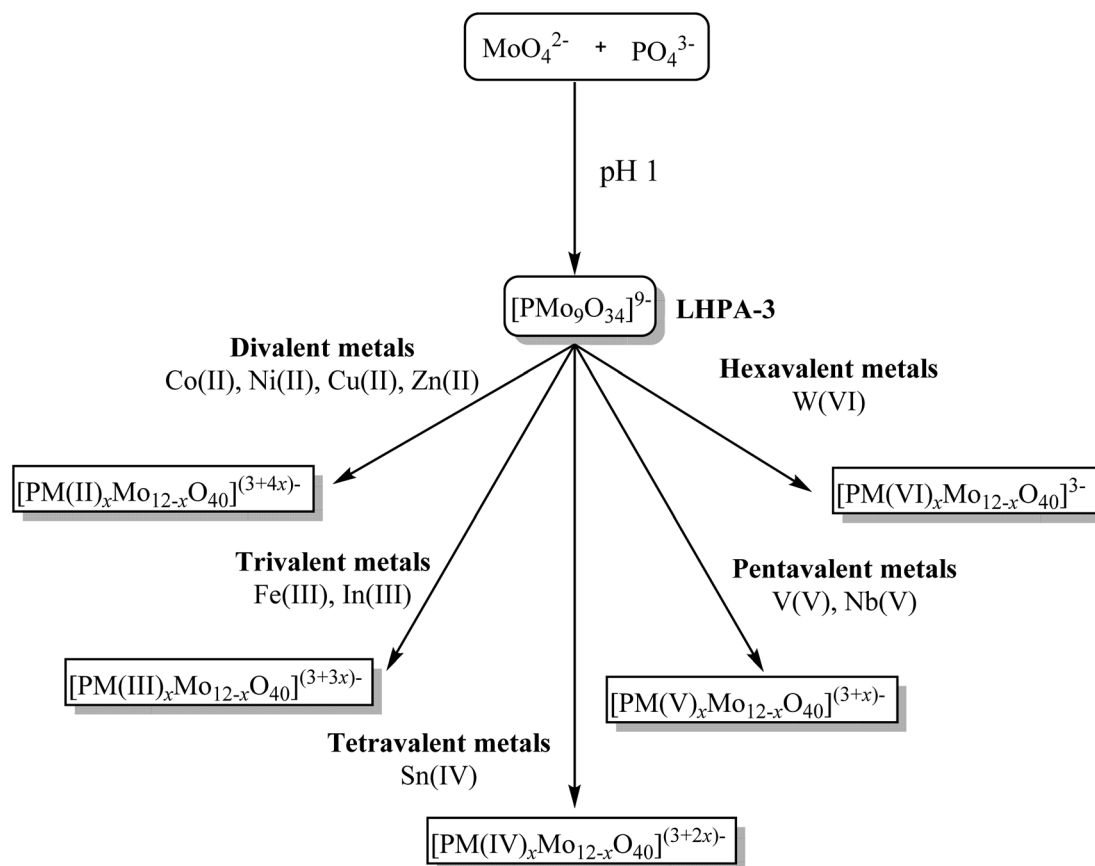 MoO₄²⁻ + PO₄³⁻
pH 1
[PMo₉O₃₄]⁹⁻ LHPA-3
Divalent metals
Co(II), Ni(II), Cu(II), Zn(II)
Hexavalent metals
W(VI)
[PM(II)ₓMo₁₂₋ₓO₄₀]⁽³⁺⁴ˣ⁾⁻
[PM(VI)ₓMo₁₂₋ₓO₄₀]³⁻
Trivalent metals
Fe(III), In(III)
Pentavalent metals
V(V), Nb(V)
[PM(III)ₓMo₁₂₋ₓO₄₀]⁽³⁺³ˣ⁾⁻
[PM(V)ₓMo₁₂₋ₓO₄₀]⁽³⁺ˣ⁾⁻
Tetravalent metals
Sn(IV)
[PM(IV)ₓMo₁₂₋ₓO₄₀]⁽³⁺²ˣ⁾⁻